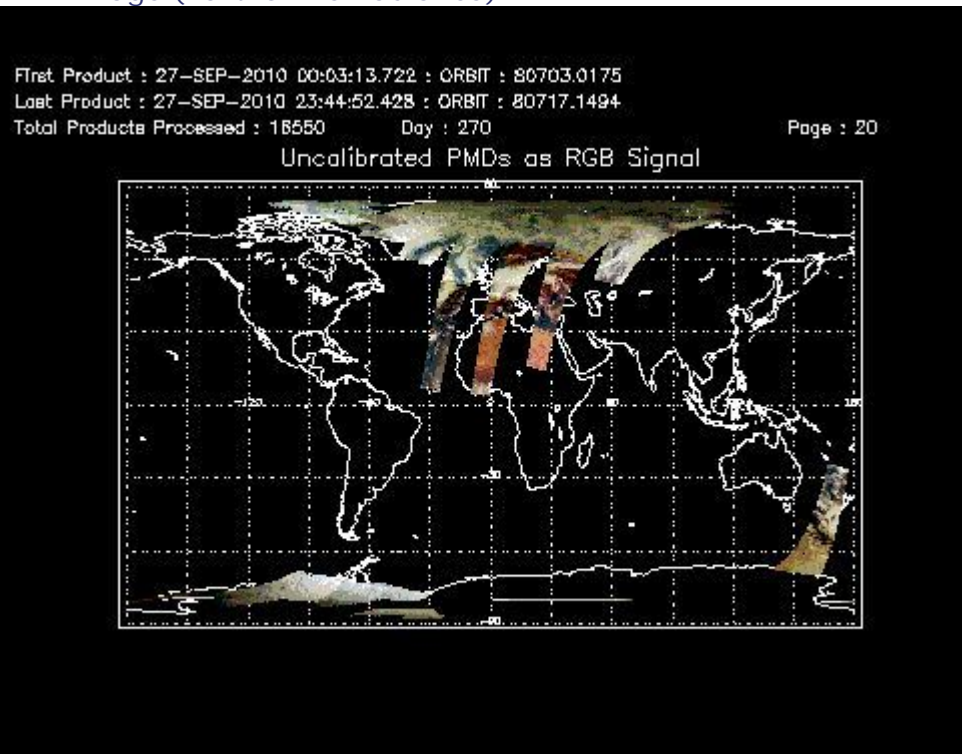 First Product : 27-SEP-2010 00:03:13.722 : ORBIT : 80703.0175
Last Product : 27-SEP-2010 23:44:52.428 : ORBIT : 80717.1494
Total Products Processed : 16550 Day : 270 Page : 20
Uncalibrated PMDs as RGB Signal